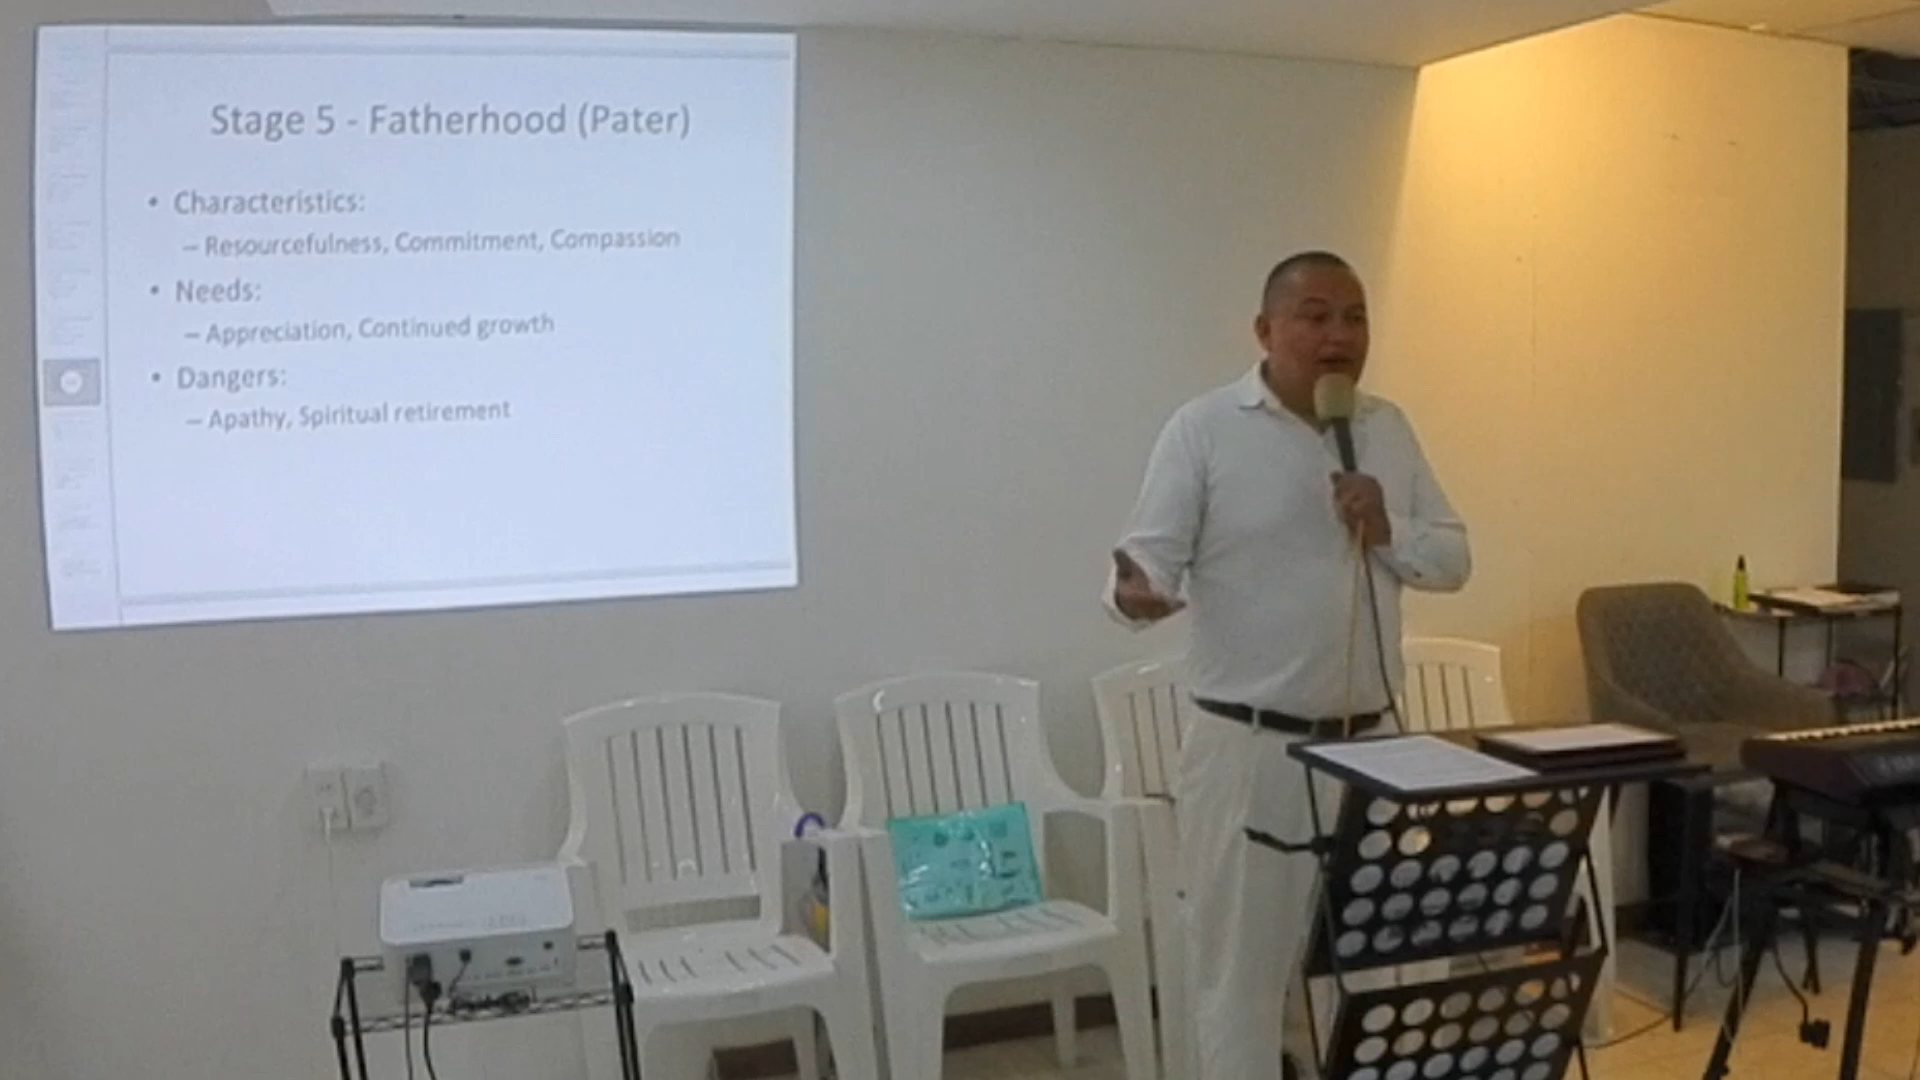 Stage 5 - Fatherhood (Pater)
• Characteristics:
– Resourcefulness, Commitment, Compassion
• Needs:
– Appreciation, Continued growth
• Dangers:
– Apathy, Spiritual retirement